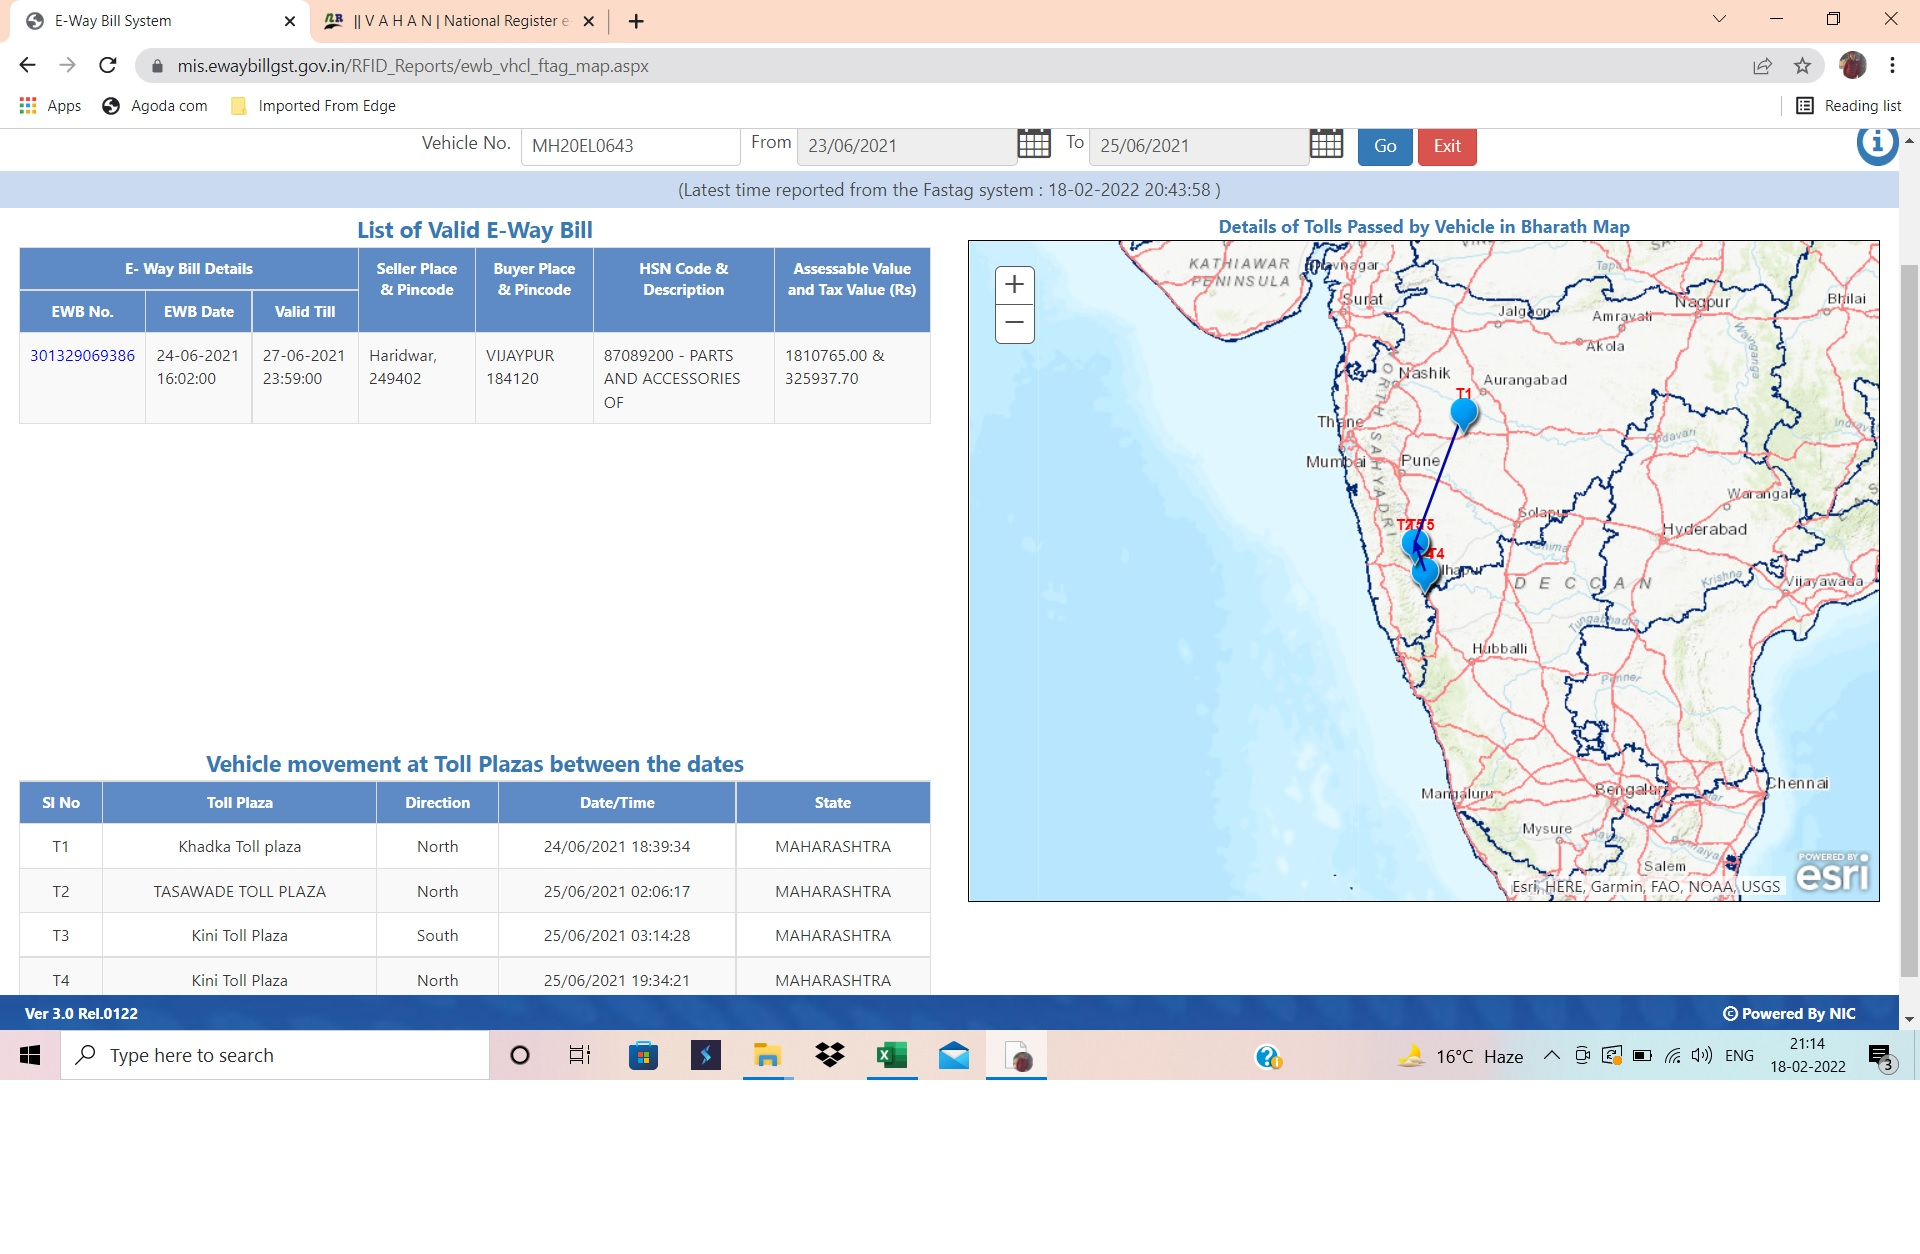 E-Way Bill System
|| V A H A N | National Register e
mis.ewaybillgst.gov.in/RFID_Reports/ewb_vhcl_ftag_map.aspx
Apps
Agoda com
Imported From Edge
Reading list
Vehicle No. MH20EL0643 From 23/06/2021 To 25/06/2021 Go Exit
(Latest time reported from the Fastag system : 18-02-2022 20:43:58 )
List of Valid E-Way Bill
E- Way Bill Details
Seller Place & Pincode
Buyer Place & Pincode
HSN Code & Description
Assessable Value and Tax Value (Rs)
EWB No. EWB Date Valid Till
301329069386
24-06-2021 16:02:00
27-06-2021 23:59:00
Haridwar, 249402
VIJAYPUR 184120
87089200 - PARTS AND ACCESSORIES OF
1810765.00 & 325937.70
Details of Tolls Passed by Vehicle in Bharath Map
KATHIAWAR
PENINSULA
Surat
Jalgaon
Nagpur
Bhilai
Amravati
Akola
Nashik
Aurangabad
T1
Thane
Mumbai
Pune
NORTH SAHYADRI
Godavari
Warangal
Solapur
Hyderabad
T4
DECCAN
Krishna
Vijayawada
Tungabhadra
Hubballi
Penner
Mangaluru
Bengaluru
Chennai
Mysure
Salem
POWERED BY
esri
Esri, HERE, Garmin, FAO, NOAA, USGS
Vehicle movement at Toll Plazas between the dates
Sl No Toll Plaza Direction Date/Time State
T1 Khadka Toll plaza North 24/06/2021 18:39:34 MAHARASHTRA
T2 TASAWADE TOLL PLAZA North 25/06/2021 02:06:17 MAHARASHTRA
T3 Kini Toll Plaza South 25/06/2021 03:14:28 MAHARASHTRA
T4 Kini Toll Plaza North 25/06/2021 19:34:21 MAHARASHTRA
Ver 3.0 Rel.0122
© Powered By NIC
Type here to search
16°C Haze
ENG
21:14
18-02-2022
3